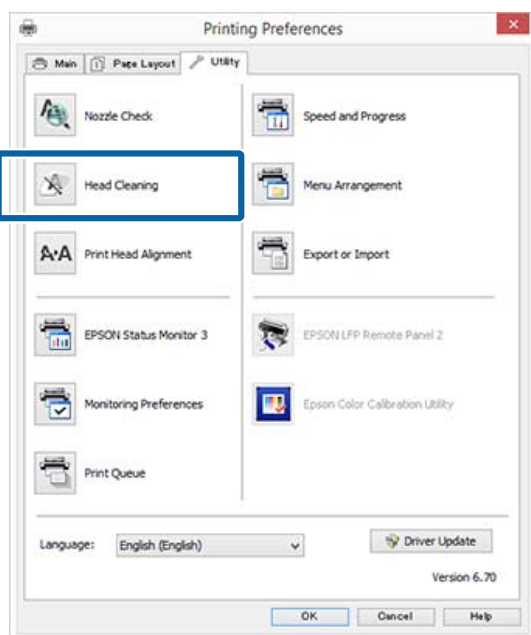 Printing Preferences
Main
Page Layout
Utility
Nozzle Check
Speed and Progress
Head Cleaning
Menu Arrangement
A·A
Print Head Alignment
Export or Import
EPSON Status Monitor 3
EPSON LFP Remote Panel 2
Monitoring Preferences
Epson Color Calibration Utility
Print Queue
Language:
English (English)
Driver Update
Version 6.70
OK
Cancel
Help